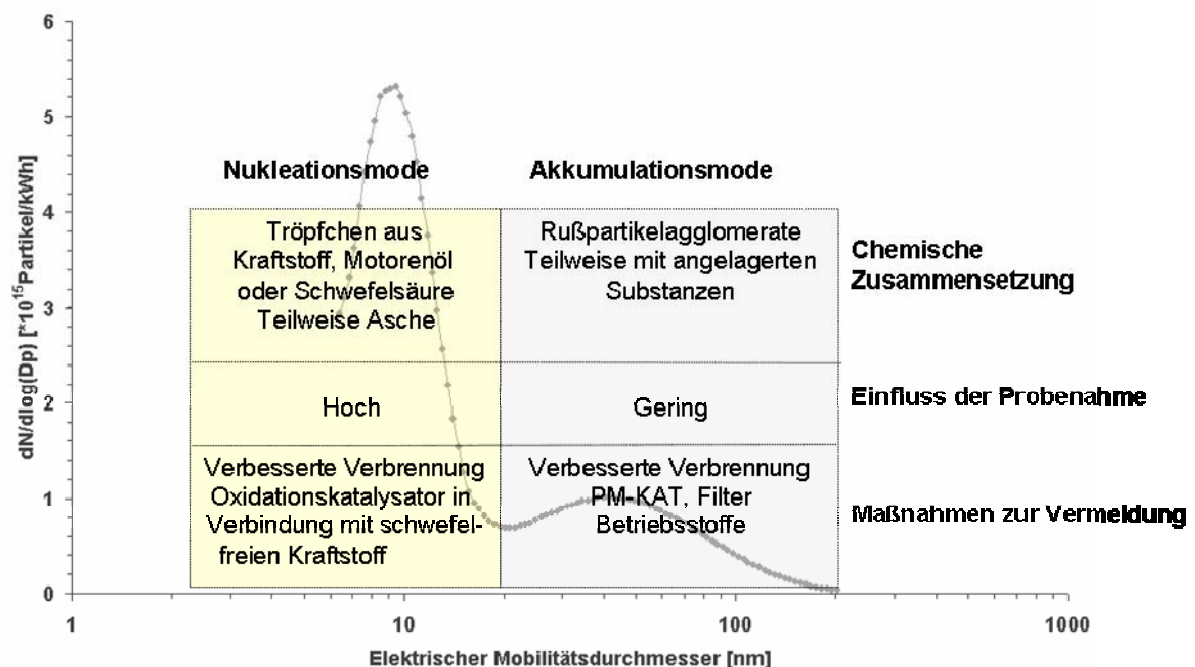 6
5
4
3
2
1
0
dN/dlog(Dp) [*10¹⁵Partikel/kWh]
Nukleationsmode
Akkumulationsmode
Tröpfchen aus
Kraftstoff, Motorenöl
oder Schwefelsäure
Teilweise Asche
Rußpartikelagglomerate
Teilweise mit angelagerten
Substanzen
Chemische
Zusammensetzung
Hoch
Gering
Einfluss der Probenahme
Verbesserte Verbrennung
Oxidationskatalysator in
Verbindung mit schwefel-
freien Kraftstoff
Verbesserte Verbrennung
PM-KAT, Filter
Betriebsstoffe
Maßnahmen zur Vermeidung
1
10
100
1000
Elektrischer Mobilitätsdurchmesser [nm]